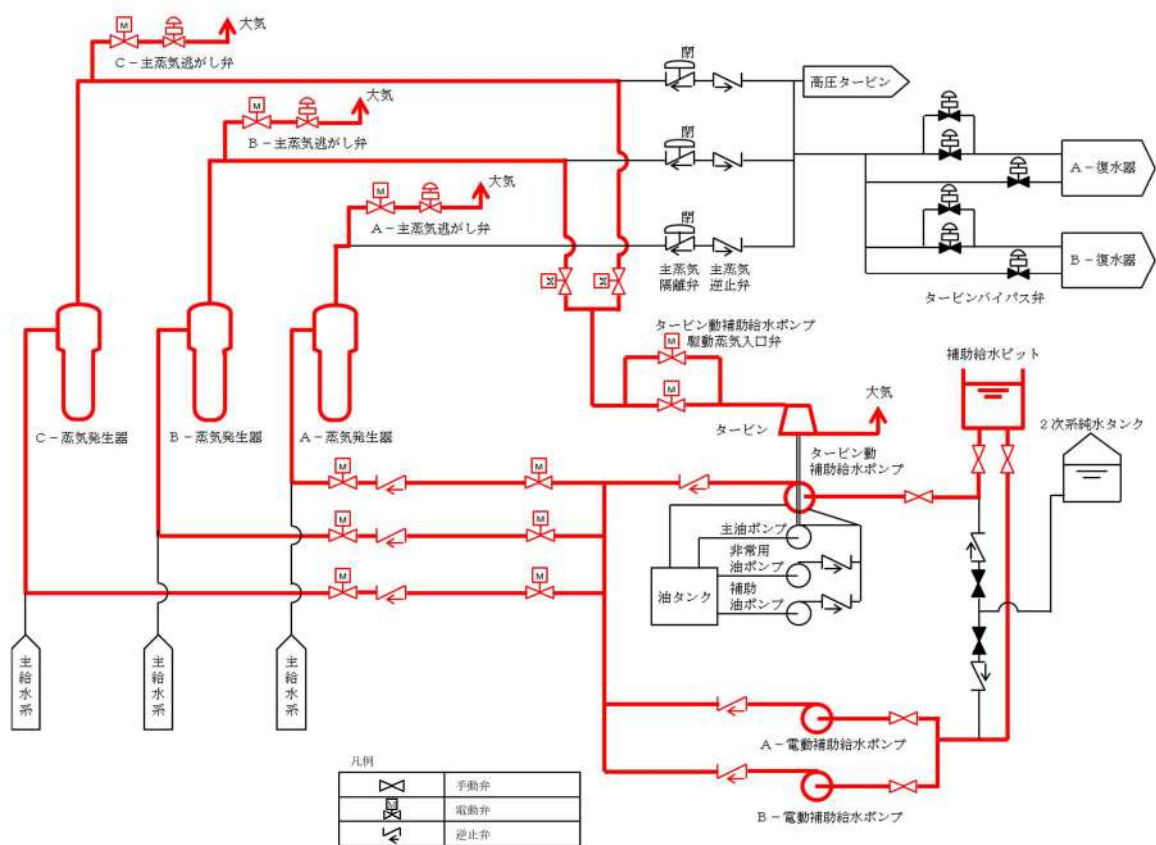 大気
M
C－主蒸気逃がし弁
閉
高圧タービン
大気
M
B－主蒸気逃がし弁
閉
A－復水器
大気
M
A－主蒸気逃がし弁
閉
主蒸気
隔離弁
主蒸気
逆止弁
B－復水器
タービンバイパス弁
M
M
タービン動補助給水ポンプ
駆動蒸気入口弁
M
M
補助給水ピット
大気
タービン
2次系純水タンク
C－蒸気発生器
B－蒸気発生器
A－蒸気発生器
タービン動
補助給水ポンプ
M
M
M
M
M
M
主油ポンプ
非常用
油ポンプ
補助
油ポンプ
油タンク
主給水系
主給水系
主給水系
A－電動補助給水ポンプ
B－電動補助給水ポンプ
凡例
手動弁
M
電動弁
逆止弁